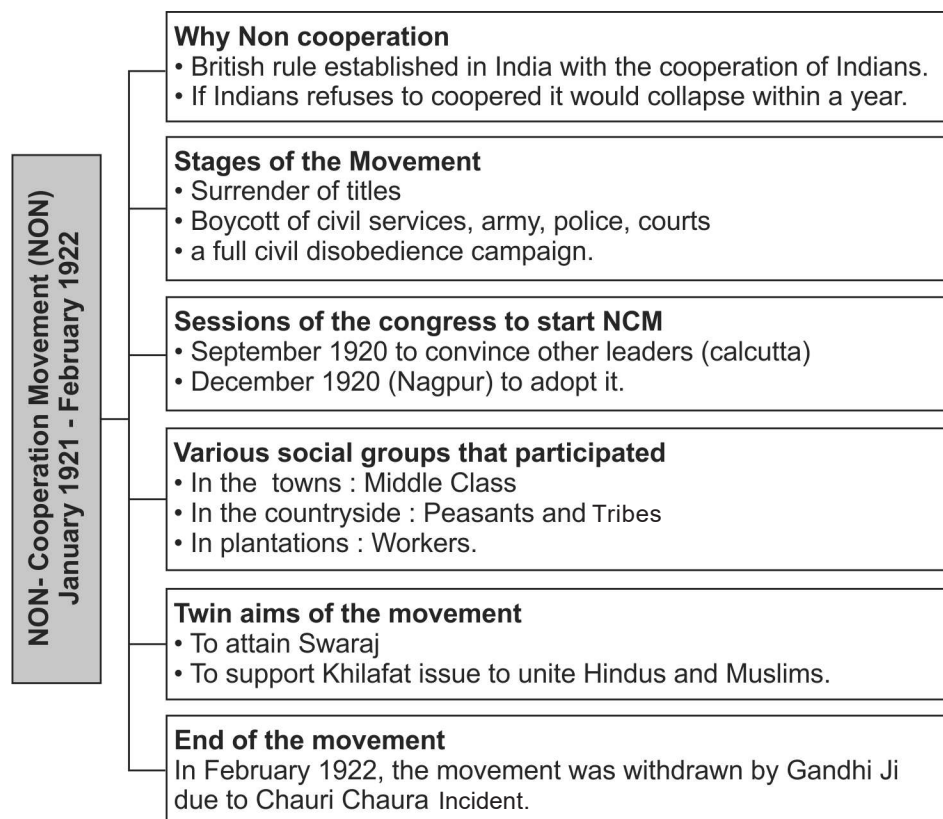 NON- Cooperation Movement (NON)
January 1921 - February 1922
Why Non cooperation
• British rule established in India with the cooperation of Indians.
• If Indians refuses to coopered it would collapse within a year.
Stages of the Movement
• Surrender of titles
• Boycott of civil services, army, police, courts
• a full civil disobedience campaign.
Sessions of the congress to start NCM
• September 1920 to convince other leaders (calcutta)
• December 1920 (Nagpur) to adopt it.
Various social groups that participated
• In the towns : Middle Class
• In the countryside : Peasants and Tribes
• In plantations : Workers.
Twin aims of the movement
• To attain Swaraj
• To support Khilafat issue to unite Hindus and Muslims.
End of the movement
In February 1922, the movement was withdrawn by Gandhi Ji
due to Chauri Chaura Incident.